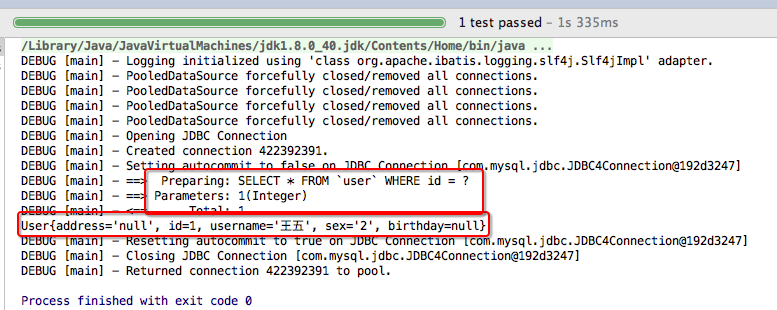 1 test passed – 1s 335ms
/Library/Java/JavaVirtualMachines/jdk1.8.0_40.jdk/Contents/Home/bin/java ...
DEBUG [main] - Logging initialized using 'class org.apache.ibatis.logging.slf4j.Slf4jImpl' adapter.
DEBUG [main] - PooledDataSource forcefully closed/removed all connections.
DEBUG [main] - PooledDataSource forcefully closed/removed all connections.
DEBUG [main] - PooledDataSource forcefully closed/removed all connections.
DEBUG [main] - PooledDataSource forcefully closed/removed all connections.
DEBUG [main] - Opening JDBC Connection
DEBUG [main] - Created connection 422392391.
DEBUG [main] - Setting autocommit to false on JDBC Connection [com.mysql.jdbc.JDBC4Connection@192d3247]
DEBUG [main] - ==>  Preparing: SELECT * FROM `user` WHERE id = ?
DEBUG [main] - ==> Parameters: 1(Integer)
DEBUG [main] - <==      Total: 1
User{address='null', id=1, username='王五', sex='2', birthday=null}
DEBUG [main] - Resetting autocommit to true on JDBC Connection [com.mysql.jdbc.JDBC4Connection@192d3247]
DEBUG [main] - Closing JDBC Connection [com.mysql.jdbc.JDBC4Connection@192d3247]
DEBUG [main] - Returned connection 422392391 to pool.
Process finished with exit code 0